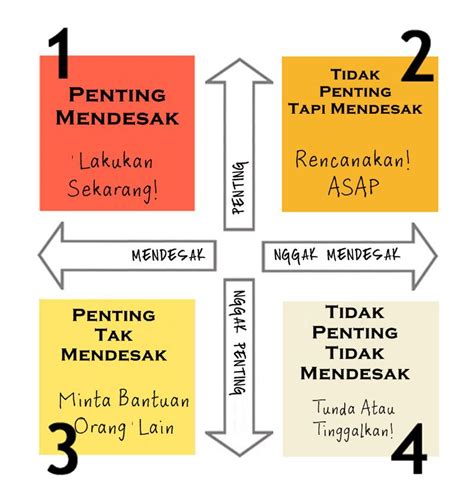 1
PENTING
MENDESAK
'Lakukan
Sekarang!
2
TIDAK
PENTING
TAPI MENDESAK
Rencanakan!
ASAP
PENTING
MENDESAK
NGGAK MENDESAK
NGGAK PENTING
PENTING
TAK
MENDESAK
Minta Bantuan
Orang 'Lain
3
TIDAK
PENTING
TIDAK
MENDESAK
Tunda Atau
Tinggalkan!
4